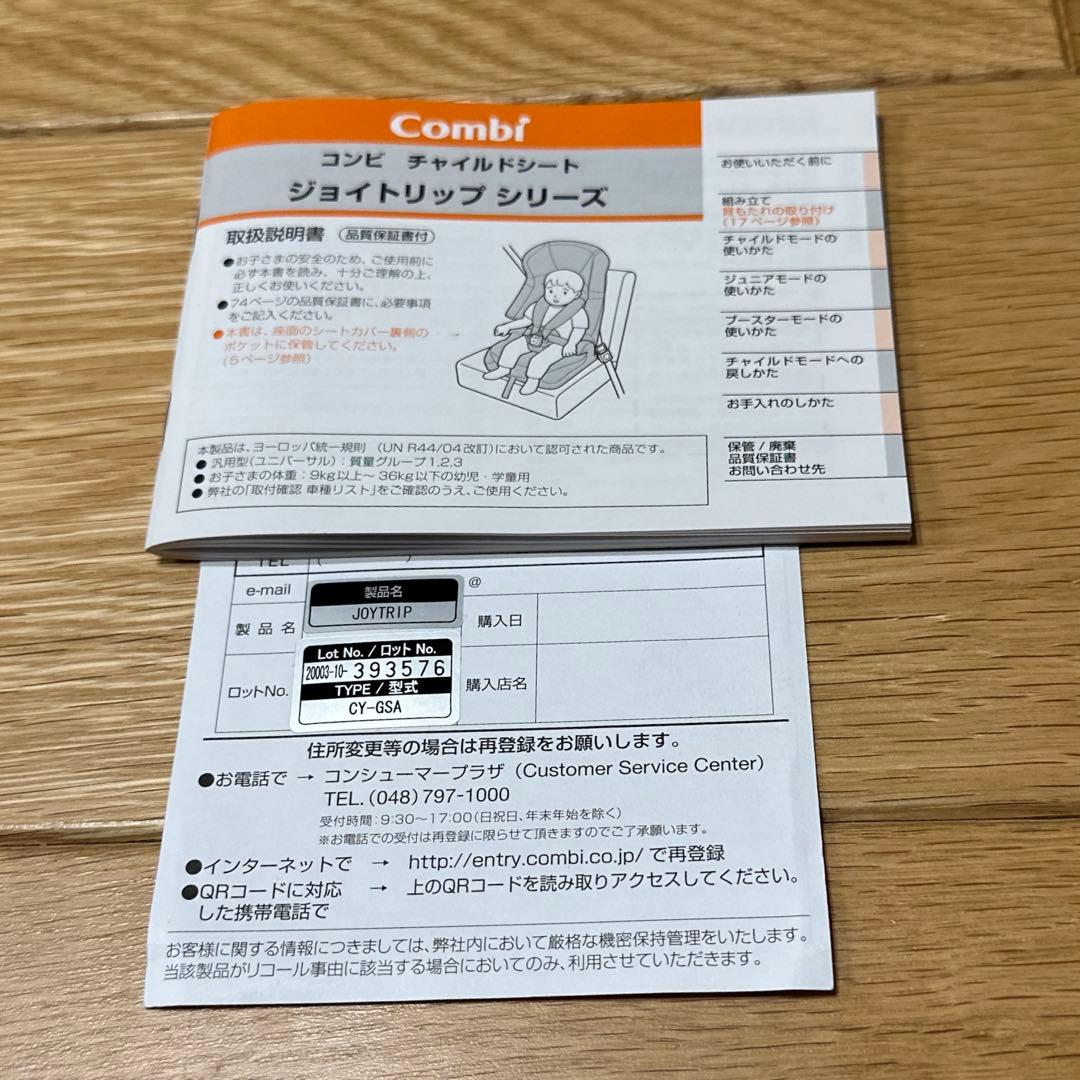 Combi
コンビ チャイルドシート
ジョイトリップ シリーズ
取扱説明書 (品質保証書付)
●お子さまの安全のため、ご使用前に
必ず本書を読み、十分ご理解の上、
正しくお使いください。
●74ページの品質保証書に、必要事項
をご記入ください。
●本書は、座面のシートカバー裏側の
ポケットに保管してください。
(5ページ参照)
お使いいただく前に
組み立て
背もたれの取り付け
(17ページ参照)
チャイルドモードの
使いかた
ジュニアモードの
使いかた
ブースターモードの
使いかた
チャイルドモードへの
戻しかた
お手入れのしかた
保管/廃棄
品質保証書
お問い合わせ先
本製品は、ヨーロッパ統一規則 (UN R44/04改訂)において認可された商品です。
●汎用型(ユニバーサル):質量グループ1,2,3
●お子さまの体重:9kg以上〜36kg以下の幼児・学童用
●弊社の「取付確認 車種リスト」をご確認のうえ、ご使用ください。
TEL ( )
e-mail @
製品名
製品名
JOYTRIP
購入日
ロットNo.
Lot No. / ロット No.
20003-10-393576
TYPE / 型式
CY-GSA
購入店名
住所変更等の場合は再登録をお願いします。
●お電話で → コンシューマープラザ (Customer Service Center)
TEL.(048)797-1000
受付時間:9:30〜17:00(日祝日、年末年始を除く)
※お電話での受付は再登録に限らせて頂きますのでご了承願います。
●インターネットで → http://entry.combi.co.jp/ で再登録
●QRコードに対応 → 上のQRコードを読み取りアクセスしてください。
した携帯電話で
お客様に関する情報につきましては、弊社内において厳格な機密保持管理をいたします。
当該製品がリコール事由に該当する場合においてのみ、利用させていただきます。